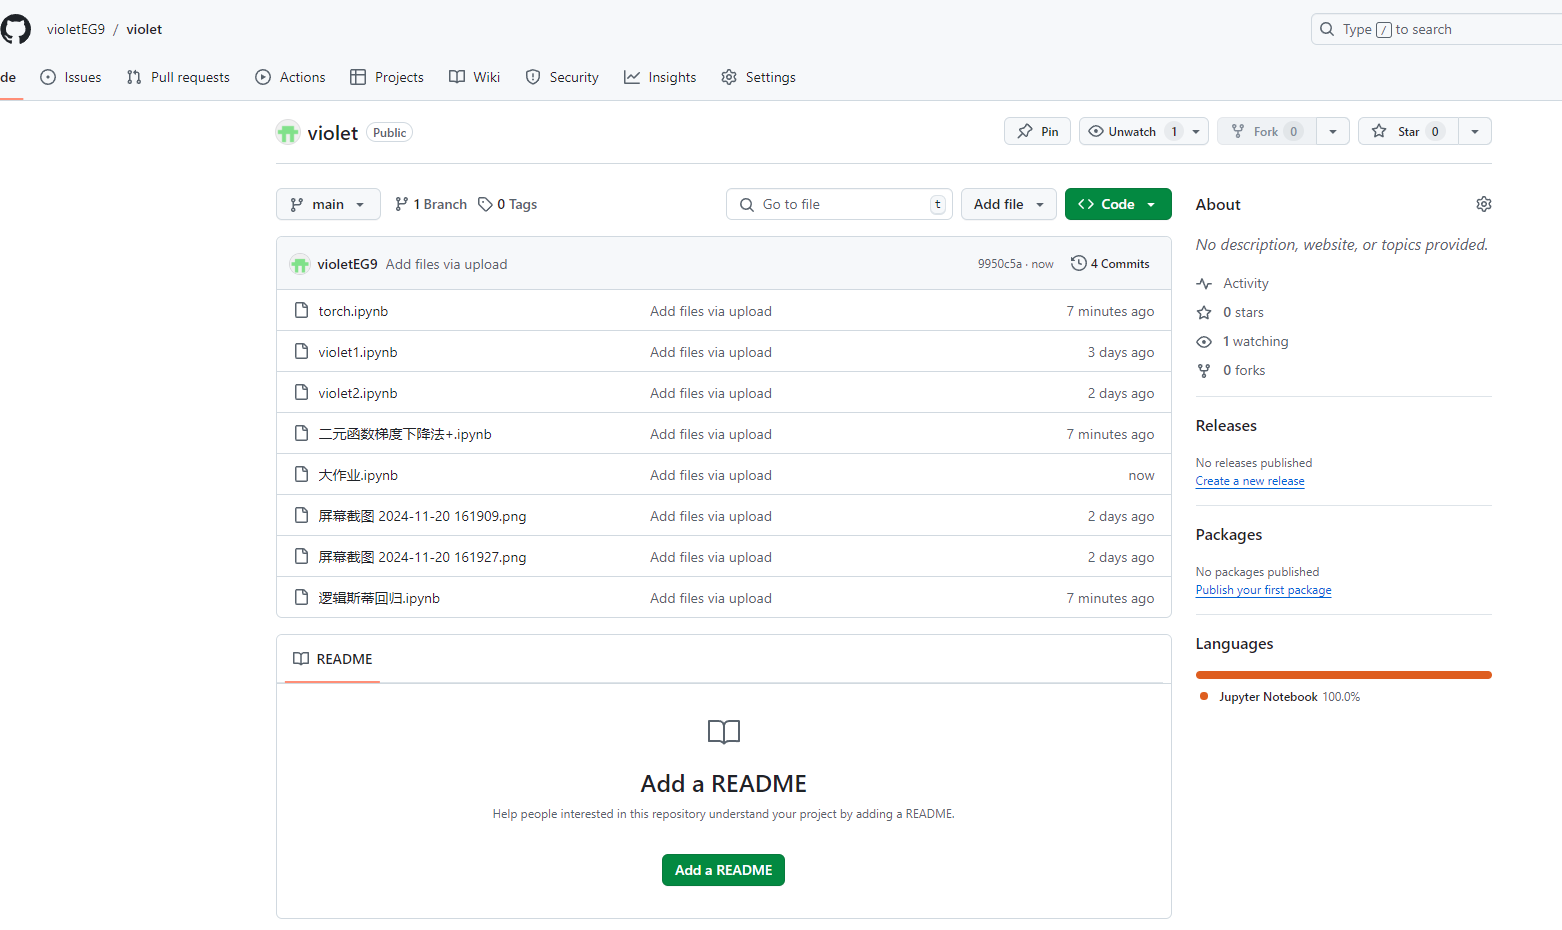 violetEG9 / violet
Type / to search
de Issues Pull requests Actions Projects Wiki Security Insights Settings
violet Public
Pin Unwatch 1 Fork 0 Star 0
main 1 Branch 0 Tags Go to file t Add file Code
violetEG9 Add files via upload 9950c5a · now 4 Commits
torch.ipynb Add files via upload 7 minutes ago
violet1.ipynb Add files via upload 3 days ago
violet2.ipynb Add files via upload 2 days ago
二元函数梯度下降法+.ipynb Add files via upload 7 minutes ago
大作业.ipynb Add files via upload now
屏幕截图 2024-11-20 161909.png Add files via upload 2 days ago
屏幕截图 2024-11-20 161927.png Add files via upload 2 days ago
逻辑斯蒂回归.ipynb Add files via upload 7 minutes ago
README
Add a README
Help people interested in this repository understand your project by adding a README.
Add a README
About
No description, website, or topics provided.
Activity
0 stars
1 watching
0 forks
Releases
No releases published
Create a new release
Packages
No packages published
Publish your first package
Languages
Jupyter Notebook 100.0%